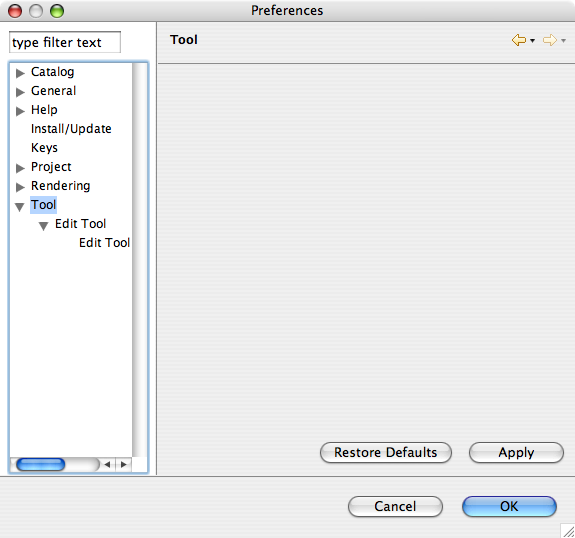 Preferences
type filter text
Tool
Catalog
General
Help
Install/Update
Keys
Project
Rendering
Tool
Edit Tool
Edit Tool
Restore Defaults
Apply
Cancel
OK